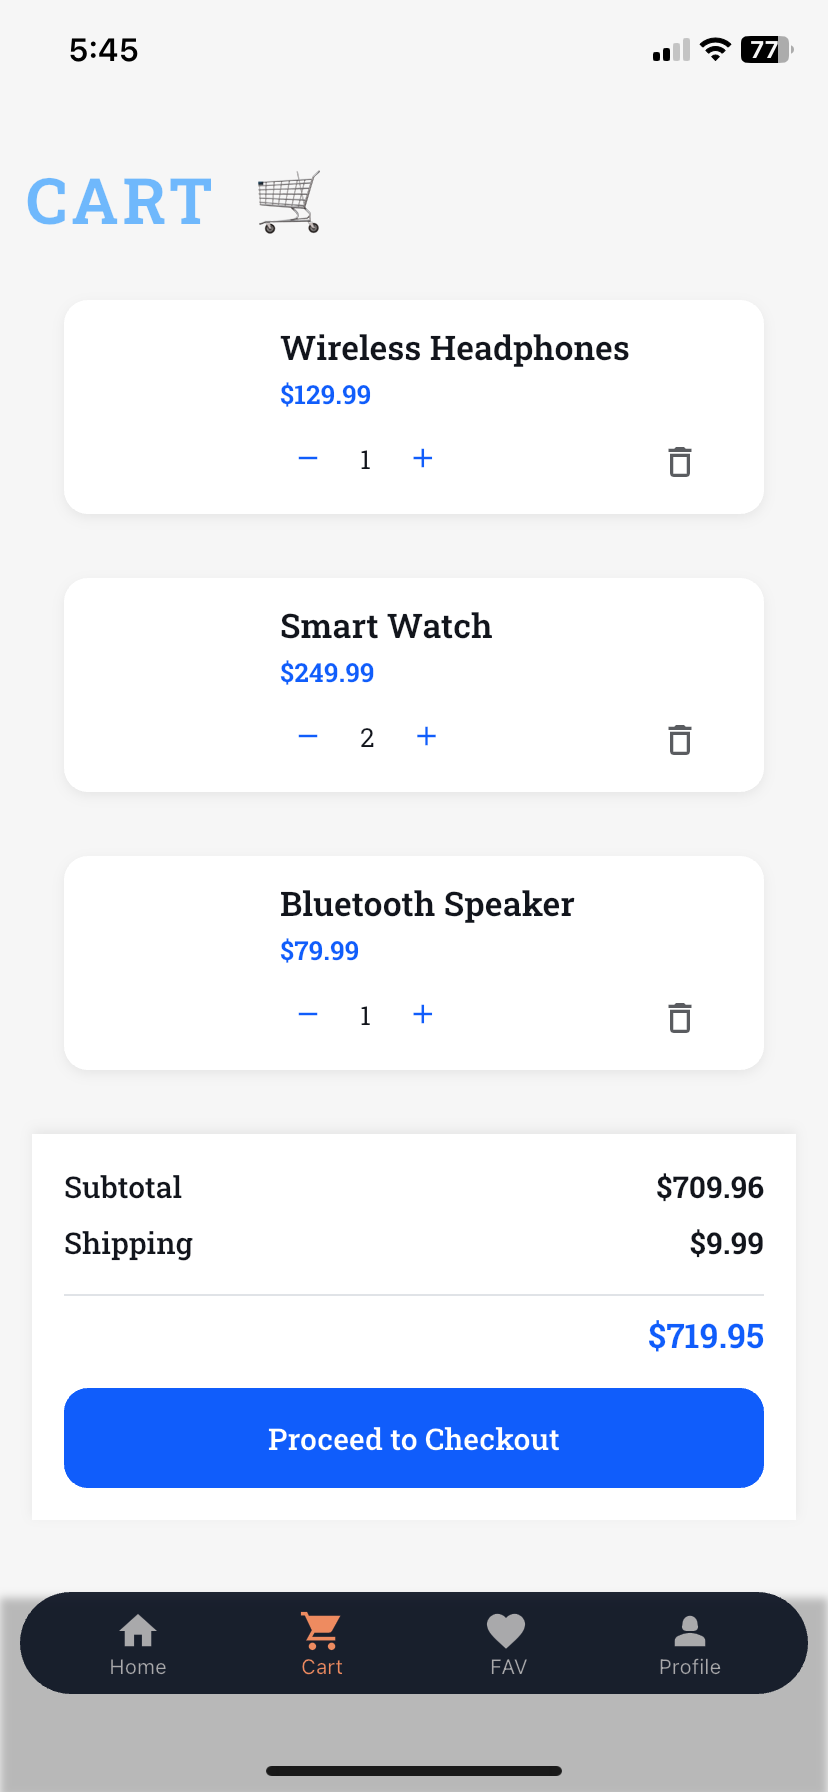 5:45
77
CART
Wireless Headphones
$129.99
1
Smart Watch
$249.99
2
Bluetooth Speaker
$79.99
1
Subtotal $709.96
Shipping $9.99
$719.95
Proceed to Checkout
Home Cart FAV Profile